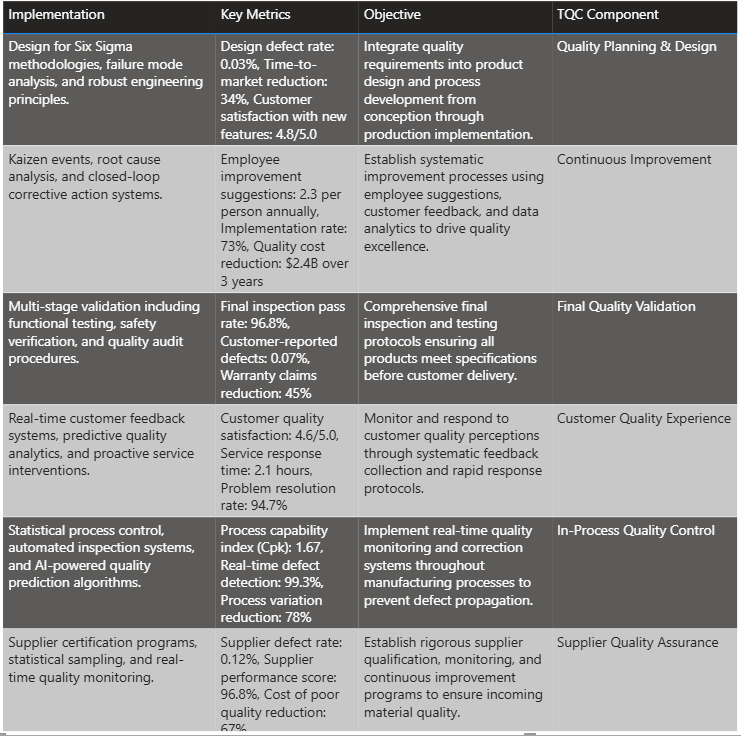 Implementation
Key Metrics
Objective
TQC Component
Design for Six Sigma
methodologies, failure mode
analysis, and robust engineering
principles.
Design defect rate:
0.03%, Time-to-
market reduction:
34%, Customer
satisfaction with new
features: 4.8/5.0
Integrate quality
requirements into product
design and process
development from
conception through
production implementation.
Quality Planning & Design
Kaizen events, root cause
analysis, and closed-loop
corrective action systems.
Employee
improvement
suggestions: 2.3 per
person annually,
Implementation rate:
73%, Quality cost
reduction: $2.4B over
3 years
Establish systematic
improvement processes using
employee suggestions,
customer feedback, and data
analytics to drive quality
excellence.
Continuous Improvement
Multi-stage validation including
functional testing, safety
verification, and quality audit
procedures.
Final inspection pass
rate: 96.8%,
Customer-reported
defects: 0.07%,
Warranty claims
reduction: 45%
Comprehensive final
inspection and testing
protocols ensuring all
products meet specifications
before customer delivery.
Final Quality Validation
Real-time customer feedback
systems, predictive quality
analytics, and proactive service
interventions.
Customer quality
satisfaction: 4.6/5.0,
Service response
time: 2.1 hours,
Problem resolution
rate: 94.7%
Monitor and respond to
customer quality perceptions
through systematic feedback
collection and rapid response
protocols.
Customer Quality Experience
Statistical process control,
automated inspection systems,
and AI-powered quality
prediction algorithms.
Process capability
index (Cpk): 1.67,
Real-time defect
detection: 99.3%,
Process variation
reduction: 78%
Implement real-time quality
monitoring and correction
systems throughout
manufacturing processes to
prevent defect propagation.
In-Process Quality Control
Supplier certification programs,
statistical sampling, and real-
time quality monitoring.
Supplier defect rate:
0.12%, Supplier
performance score:
96.8%, Cost of poor
quality reduction:
67%
Establish rigorous supplier
qualification, monitoring, and
continuous improvement
programs to ensure incoming
material quality.
Supplier Quality Assurance